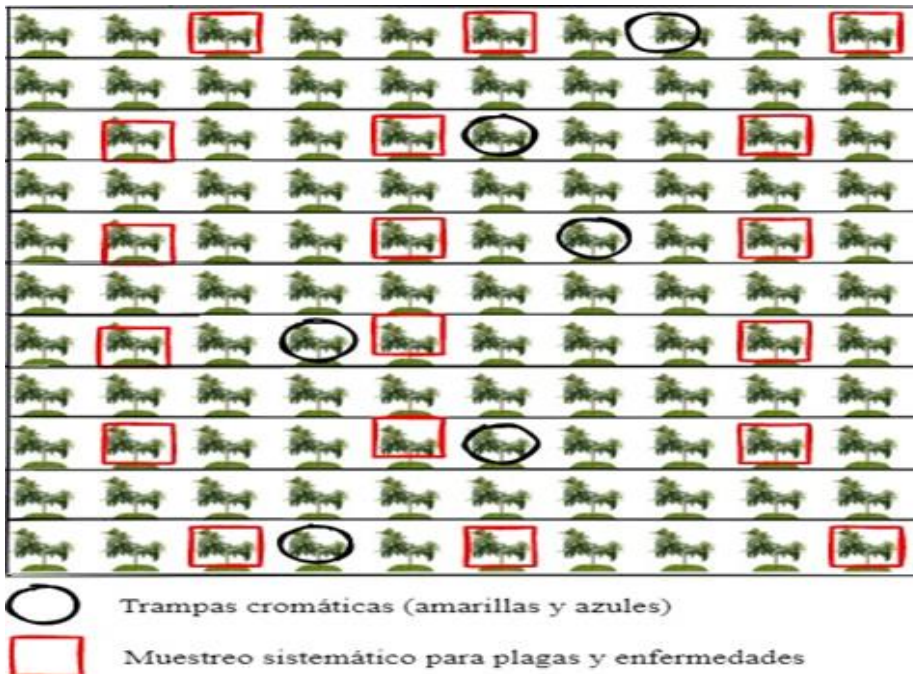 Trampas cromáticas (amarillas y azules)
Muestreo sistemático para plagas y enfermedades